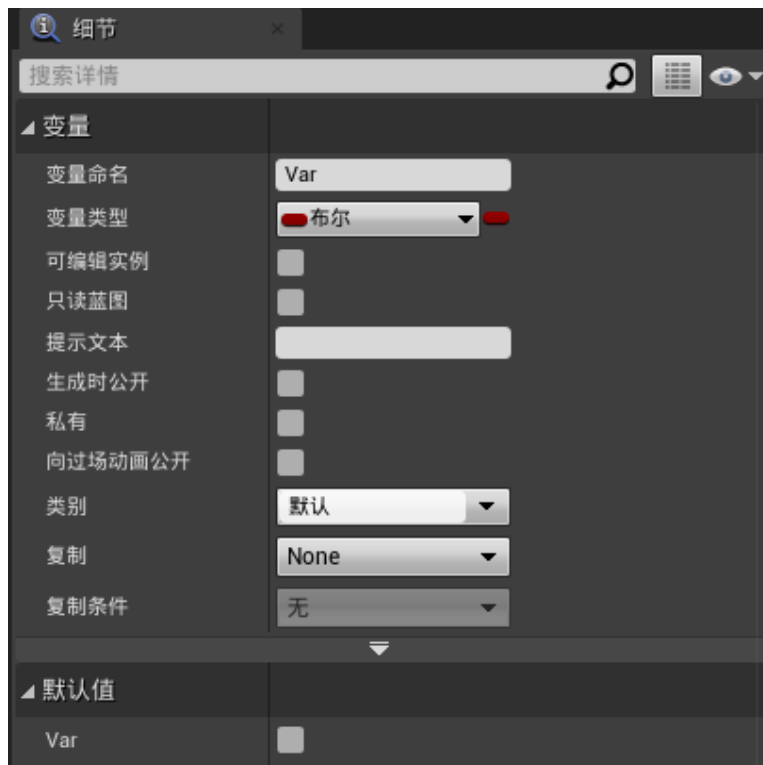 细节
搜索详情
变量
变量命名 Var
变量类型 布尔
可编辑实例
只读蓝图
提示文本
生成时公开
私有
向过场动画公开
类别 默认
复制 None
复制条件 无
默认值
Var